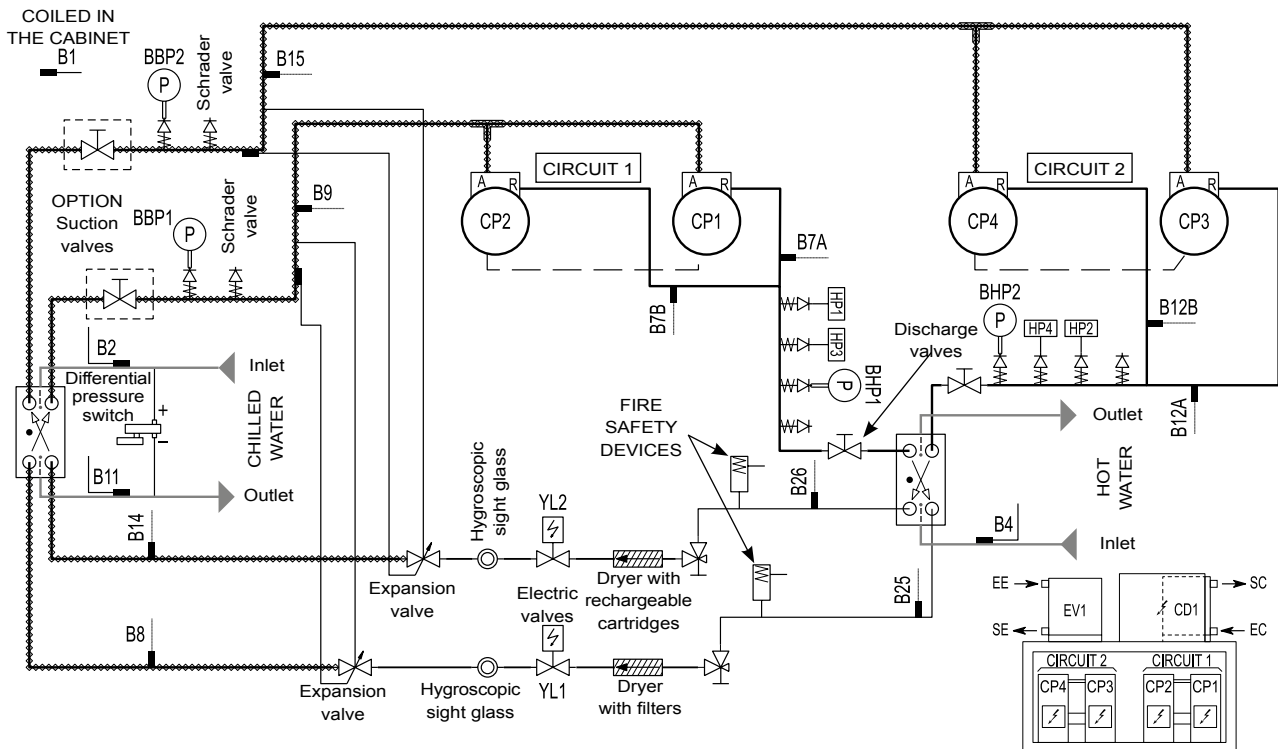 COILED IN
THE CABINET
B1
BBP2
P
Schrader
valve
B15
OPTION
Suction
valves
BBP1
P
Schrader
valve
B9
A
R
CP2
CIRCUIT 1
A
R
CP1
A
R
CP4
CIRCUIT 2
A
R
CP3
B7A
B7B
HP1
HP3
P
BHP1
Discharge
valves
BHP2
P
HP4
HP2
B12B
B12A
B2
Inlet
Differential
pressure
switch
+
−
CHILLED
WATER
B11
Outlet
B14
B8
FIRE
SAFETY
DEVICES
B26
B25
Outlet
HOT
WATER
B4
Inlet
Hygroscopic
sight glass
YL2
Expansion
valve
Electric
valves
Dryer with
rechargeable
cartridges
Expansion
valve
Hygroscopic
sight glass
YL1
Dryer
with filters
EE
SE
EV1
CD1
SC
EC
CIRCUIT 2
CIRCUIT 1
CP4
CP3
CP2
CP1